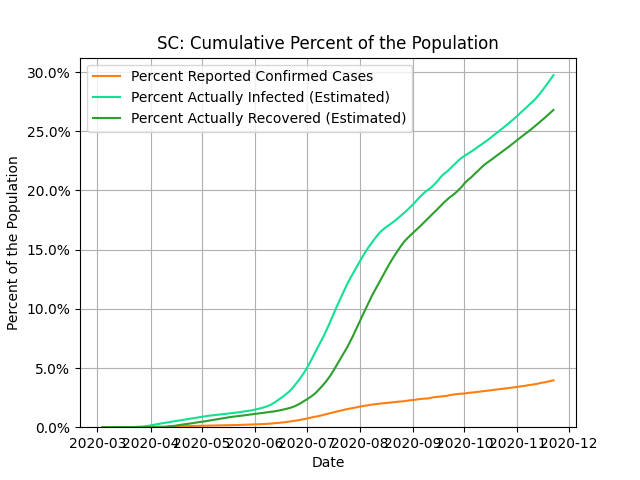 SC: Cumulative Percent of the Population
Percent Reported Confirmed Cases
Percent Actually Infected (Estimated)
Percent Actually Recovered (Estimated)
Percent of the Population
30.0%
25.0%
20.0%
15.0%
10.0%
5.0%
0.0%
2020-03 2020-04 2020-05 2020-06 2020-07 2020-08 2020-09 2020-10 2020-11 2020-12
Date